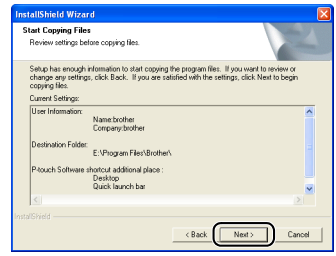 InstallShield Wizard
Start Copying Files
Review settings before copying files.
Setup has enough information to start copying the program files. If you want to review or
change any settings, click Back. If you are satisfied with the settings, click Next to begin
copying files.
Current Settings:
User Information:
Name:brother
Company:brother
Destination Folder:
E:\Program Files\Brother\
P-touch Software shortcut additional place :
Desktop
Quick launch bar
InstallShield
< Back
Next >
Cancel